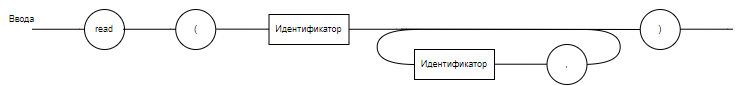 Ввода
read
(
Идентификатор
)
Идентификатор
,